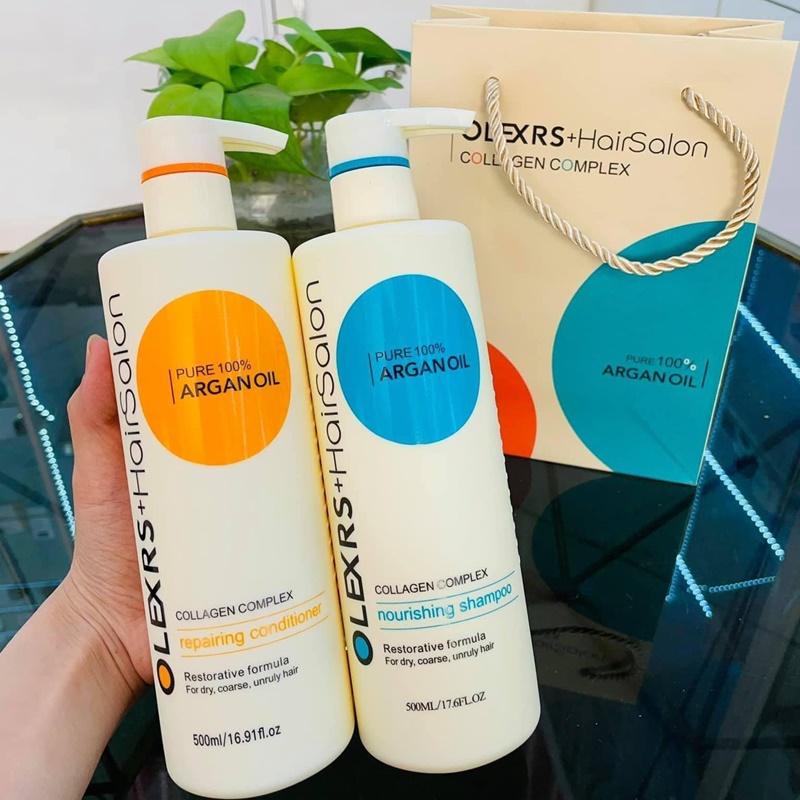 OLEXRS+HairSalon
COLLAGEN COMPLEX
PURE 100%
ARGAN OIL
OLEXRS+HairSalon
PURE 100%
ARGAN OIL
COLLAGEN COMPLEX
repairing conditioner
Restorative formula
For dry, coarse, unruly hair
500ml/16.91fl.oz
OLEXRS+HairSalon
PURE 100%
ARGAN OIL
COLLAGEN COMPLEX
nourishing shampoo
Restorative formula
For dry, coarse, unruly hair
500ML/17.6FL.OZ